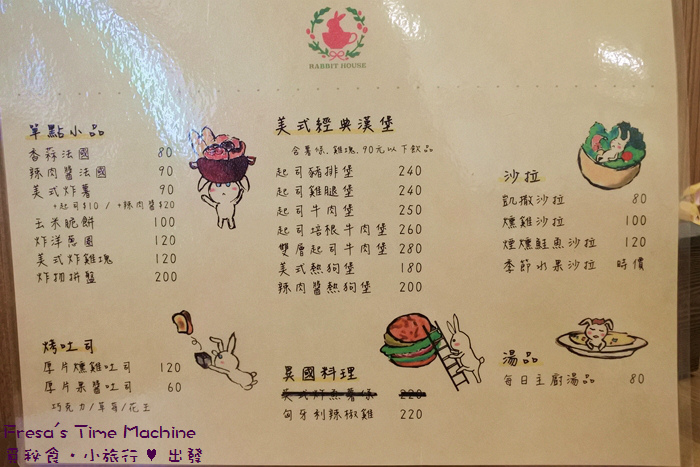 RABBIT HOUSE
單點小品
香蒜法國 80
辣肉醬法國 90
美式炸薯 90
+起司$10 / +辣肉醬$20
玉米脆餅 100
炸洋蔥圈 120
美式炸雞塊 120
炸物拼盤 200
烤吐司
厚片燻雞吐司 120
厚片果醬吐司 60
巧克力/草莓/花生
美式經典漢堡
含薯條、雞塊、90元以下飲品
起司豬排堡 240
起司雞腿堡 240
起司牛肉堡 250
起司培根牛肉堡 260
雙層起司牛肉堡 280
美式熱狗堡 180
辣肉醬熱狗堡 200
異國料理
美式炸魚薯條 220
匈牙利辣椒雞 220
沙拉
凱撒沙拉 80
燻雞沙拉 100
煙燻鮭魚沙拉 120
季節水果沙拉 時價
湯品
每日主廚湯品 80
Fresa's Time Machine
尋秘食·小旅行 ♥ 出發